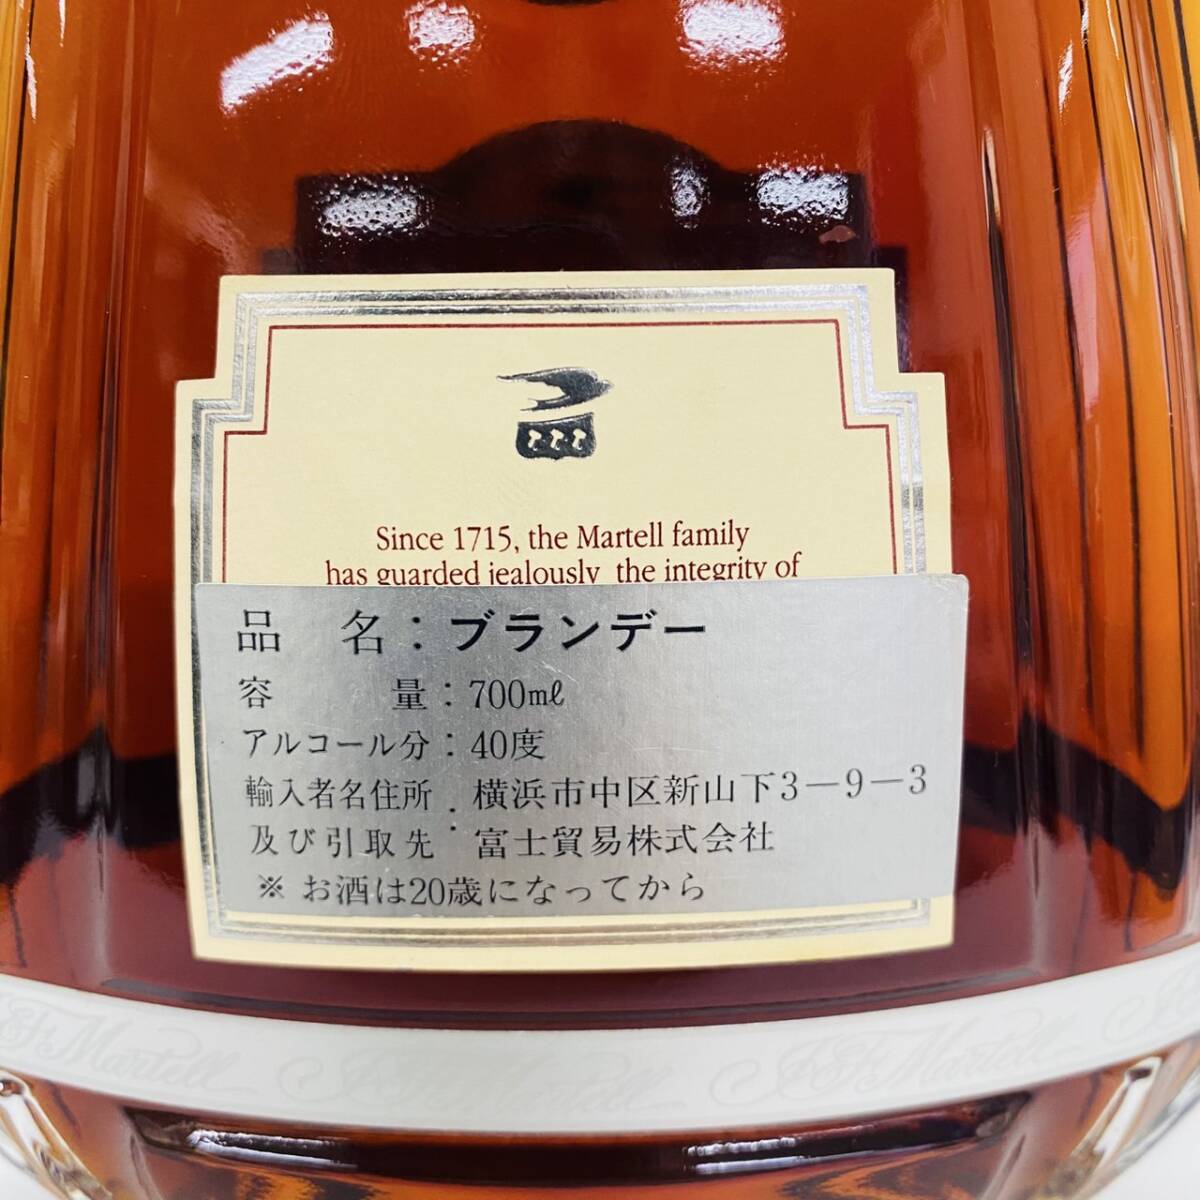 Since 1715, the Martell family
has guarded jealously the integrity of
品　名：ブランデー
容　量：700mℓ
アルコール分：40度
輸入者名住所及び引取先：横浜市中区新山下3－9－3
富士貿易株式会社
※ お酒は20歳になってから
J&F Martell J&F Martell J&F Martell